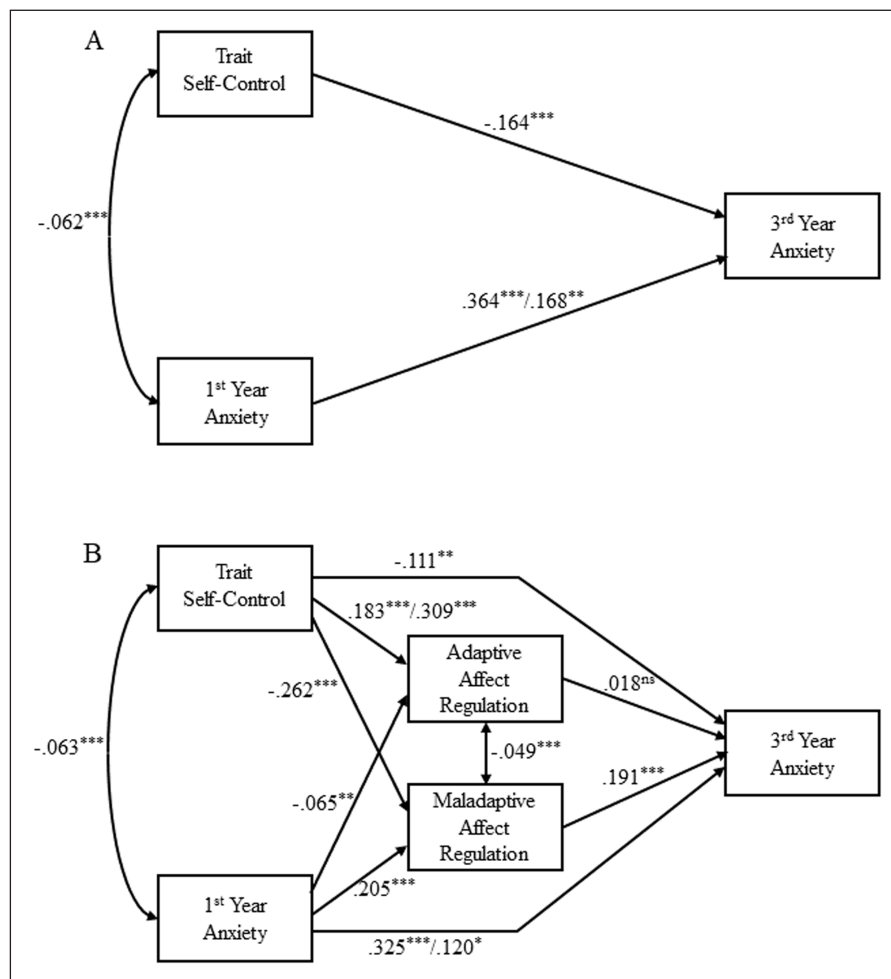 A
Trait
Self-Control
-.164***
-.062***
3rd Year
Anxiety
.364***/.168**
1st Year
Anxiety
B
Trait
Self-Control
-.111**
.183***/.309***
Adaptive
Affect
Regulation
-.262***
.018ns
-.063***
-.049***
3rd Year
Anxiety
.191***
-.065**
Maladaptive
Affect
Regulation
.205***
1st Year
Anxiety
.325***/.120*